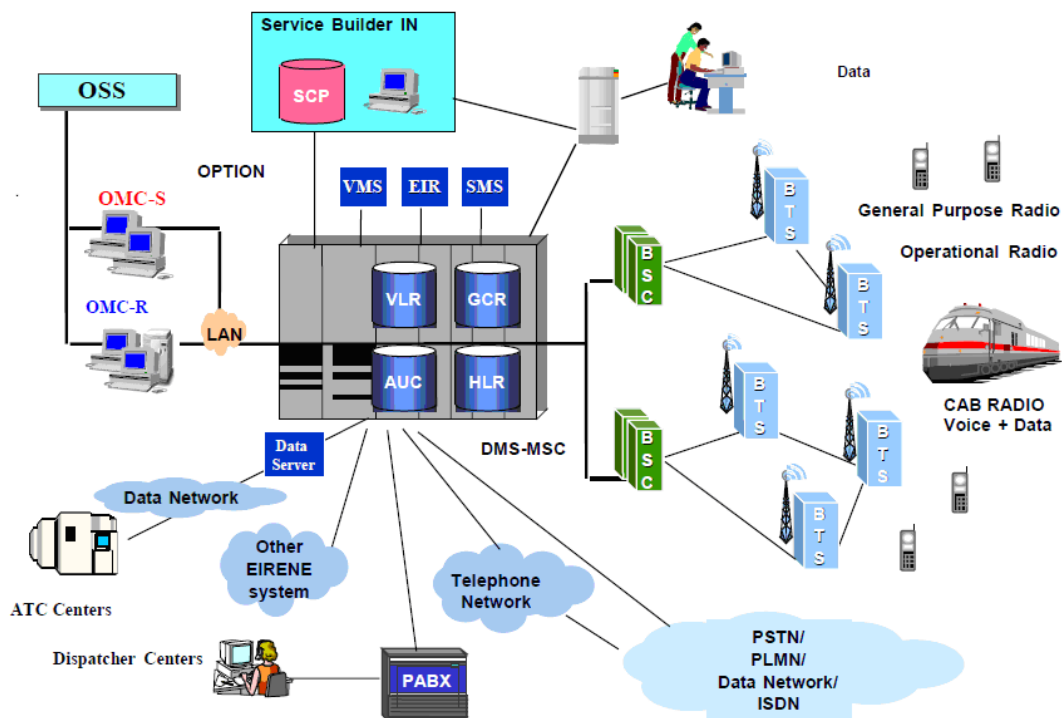 Service Builder IN
SCP
OSS
Data
OPTION
VMS
EIR
SMS
OMC-S
OMC-R
LAN
VLR
GCR
AUC
HLR
DMS-MSC
BSC
BSC
BTS
BTS
BTS
BTS
BTS
General Purpose Radio
Operational Radio
CAB RADIO
Voice + Data
Data
Server
Data Network
ATC Centers
Other
EIRENE
system
Telephone
Network
Dispatcher Centers
PABX
PSTN/
PLMN/
Data Network/
ISDN